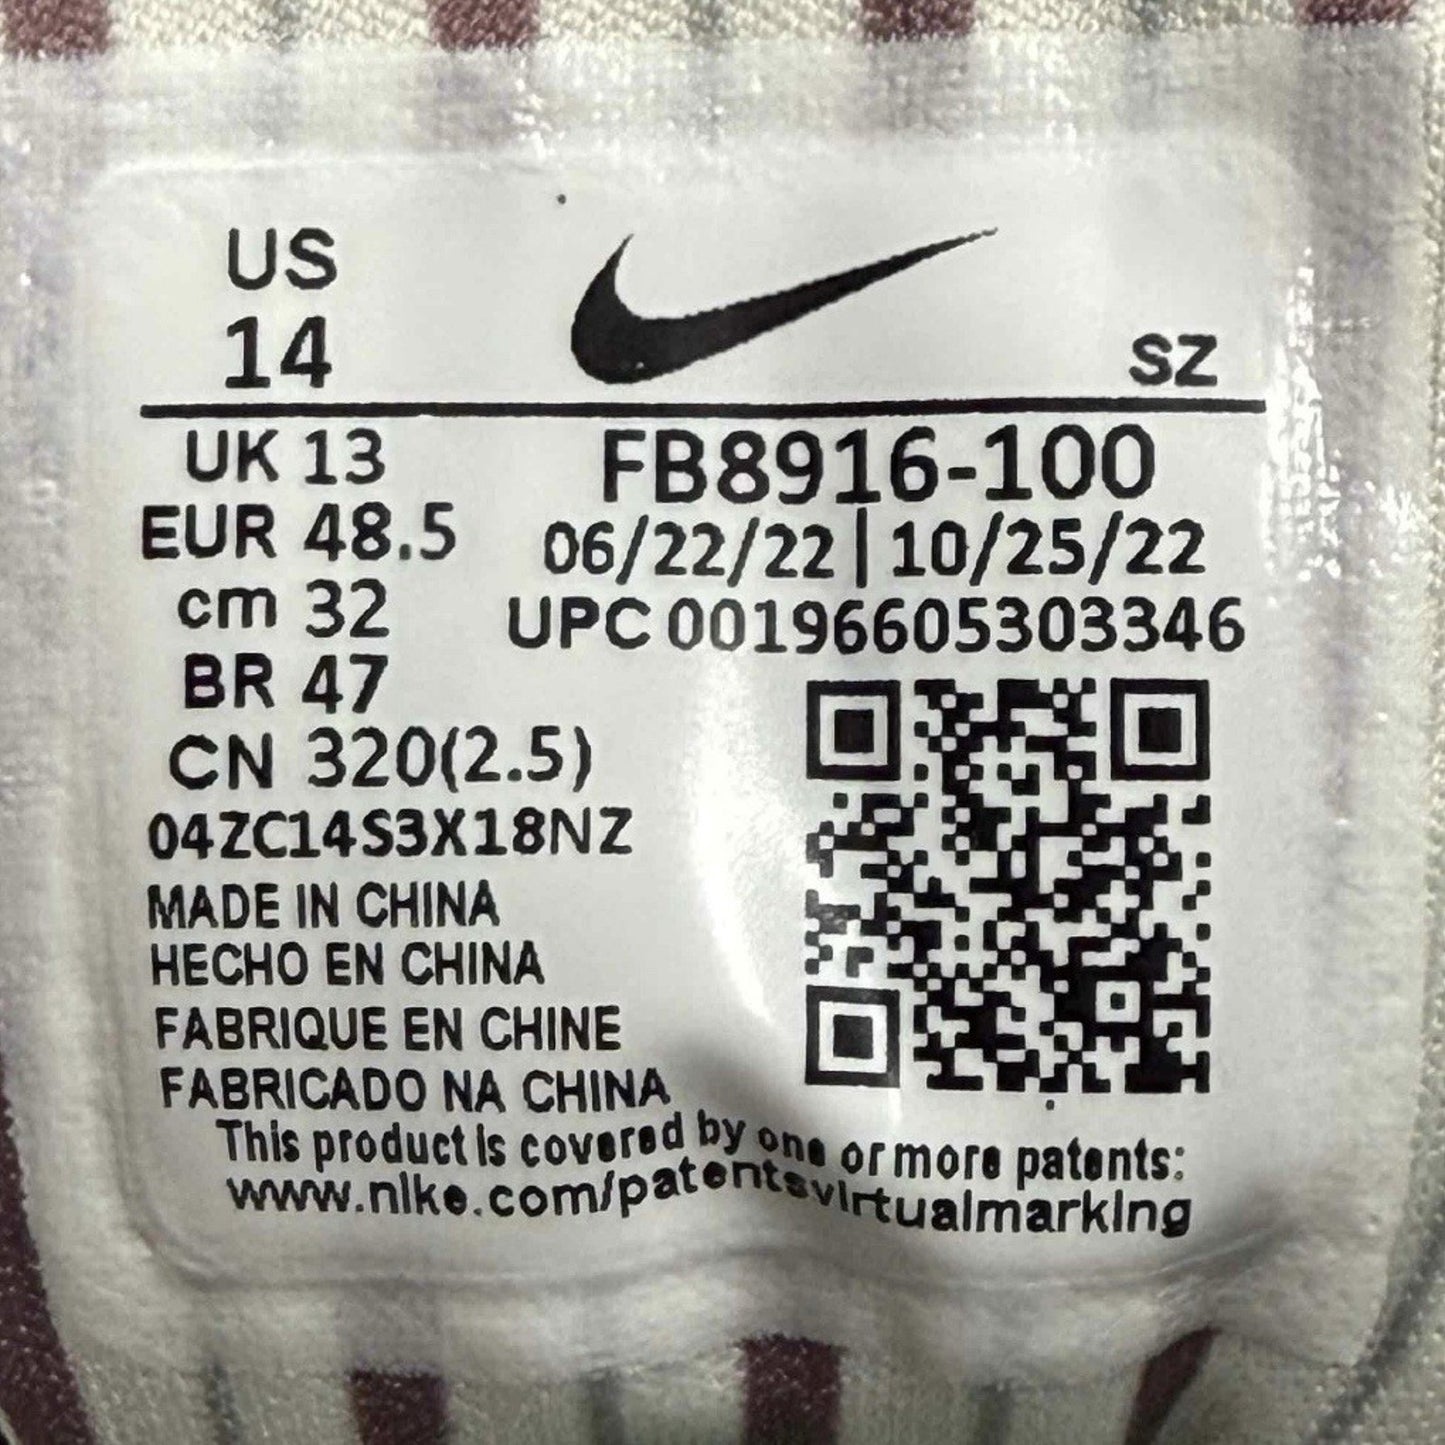 US
14
SZ
UK 13
FB8916-100
EUR 48.5
06/22/22 | 10/25/22
cm 32
UPC 00196605303346
BR 47
CN 320(2.5)
04ZC14S3X18NZ
MADE IN CHINA
HECHO EN CHINA
FABRIQUE EN CHINE
FABRICADO NA CHINA
This product is covered by one or more patents:
www.nike.com/patentsvirtualmarking